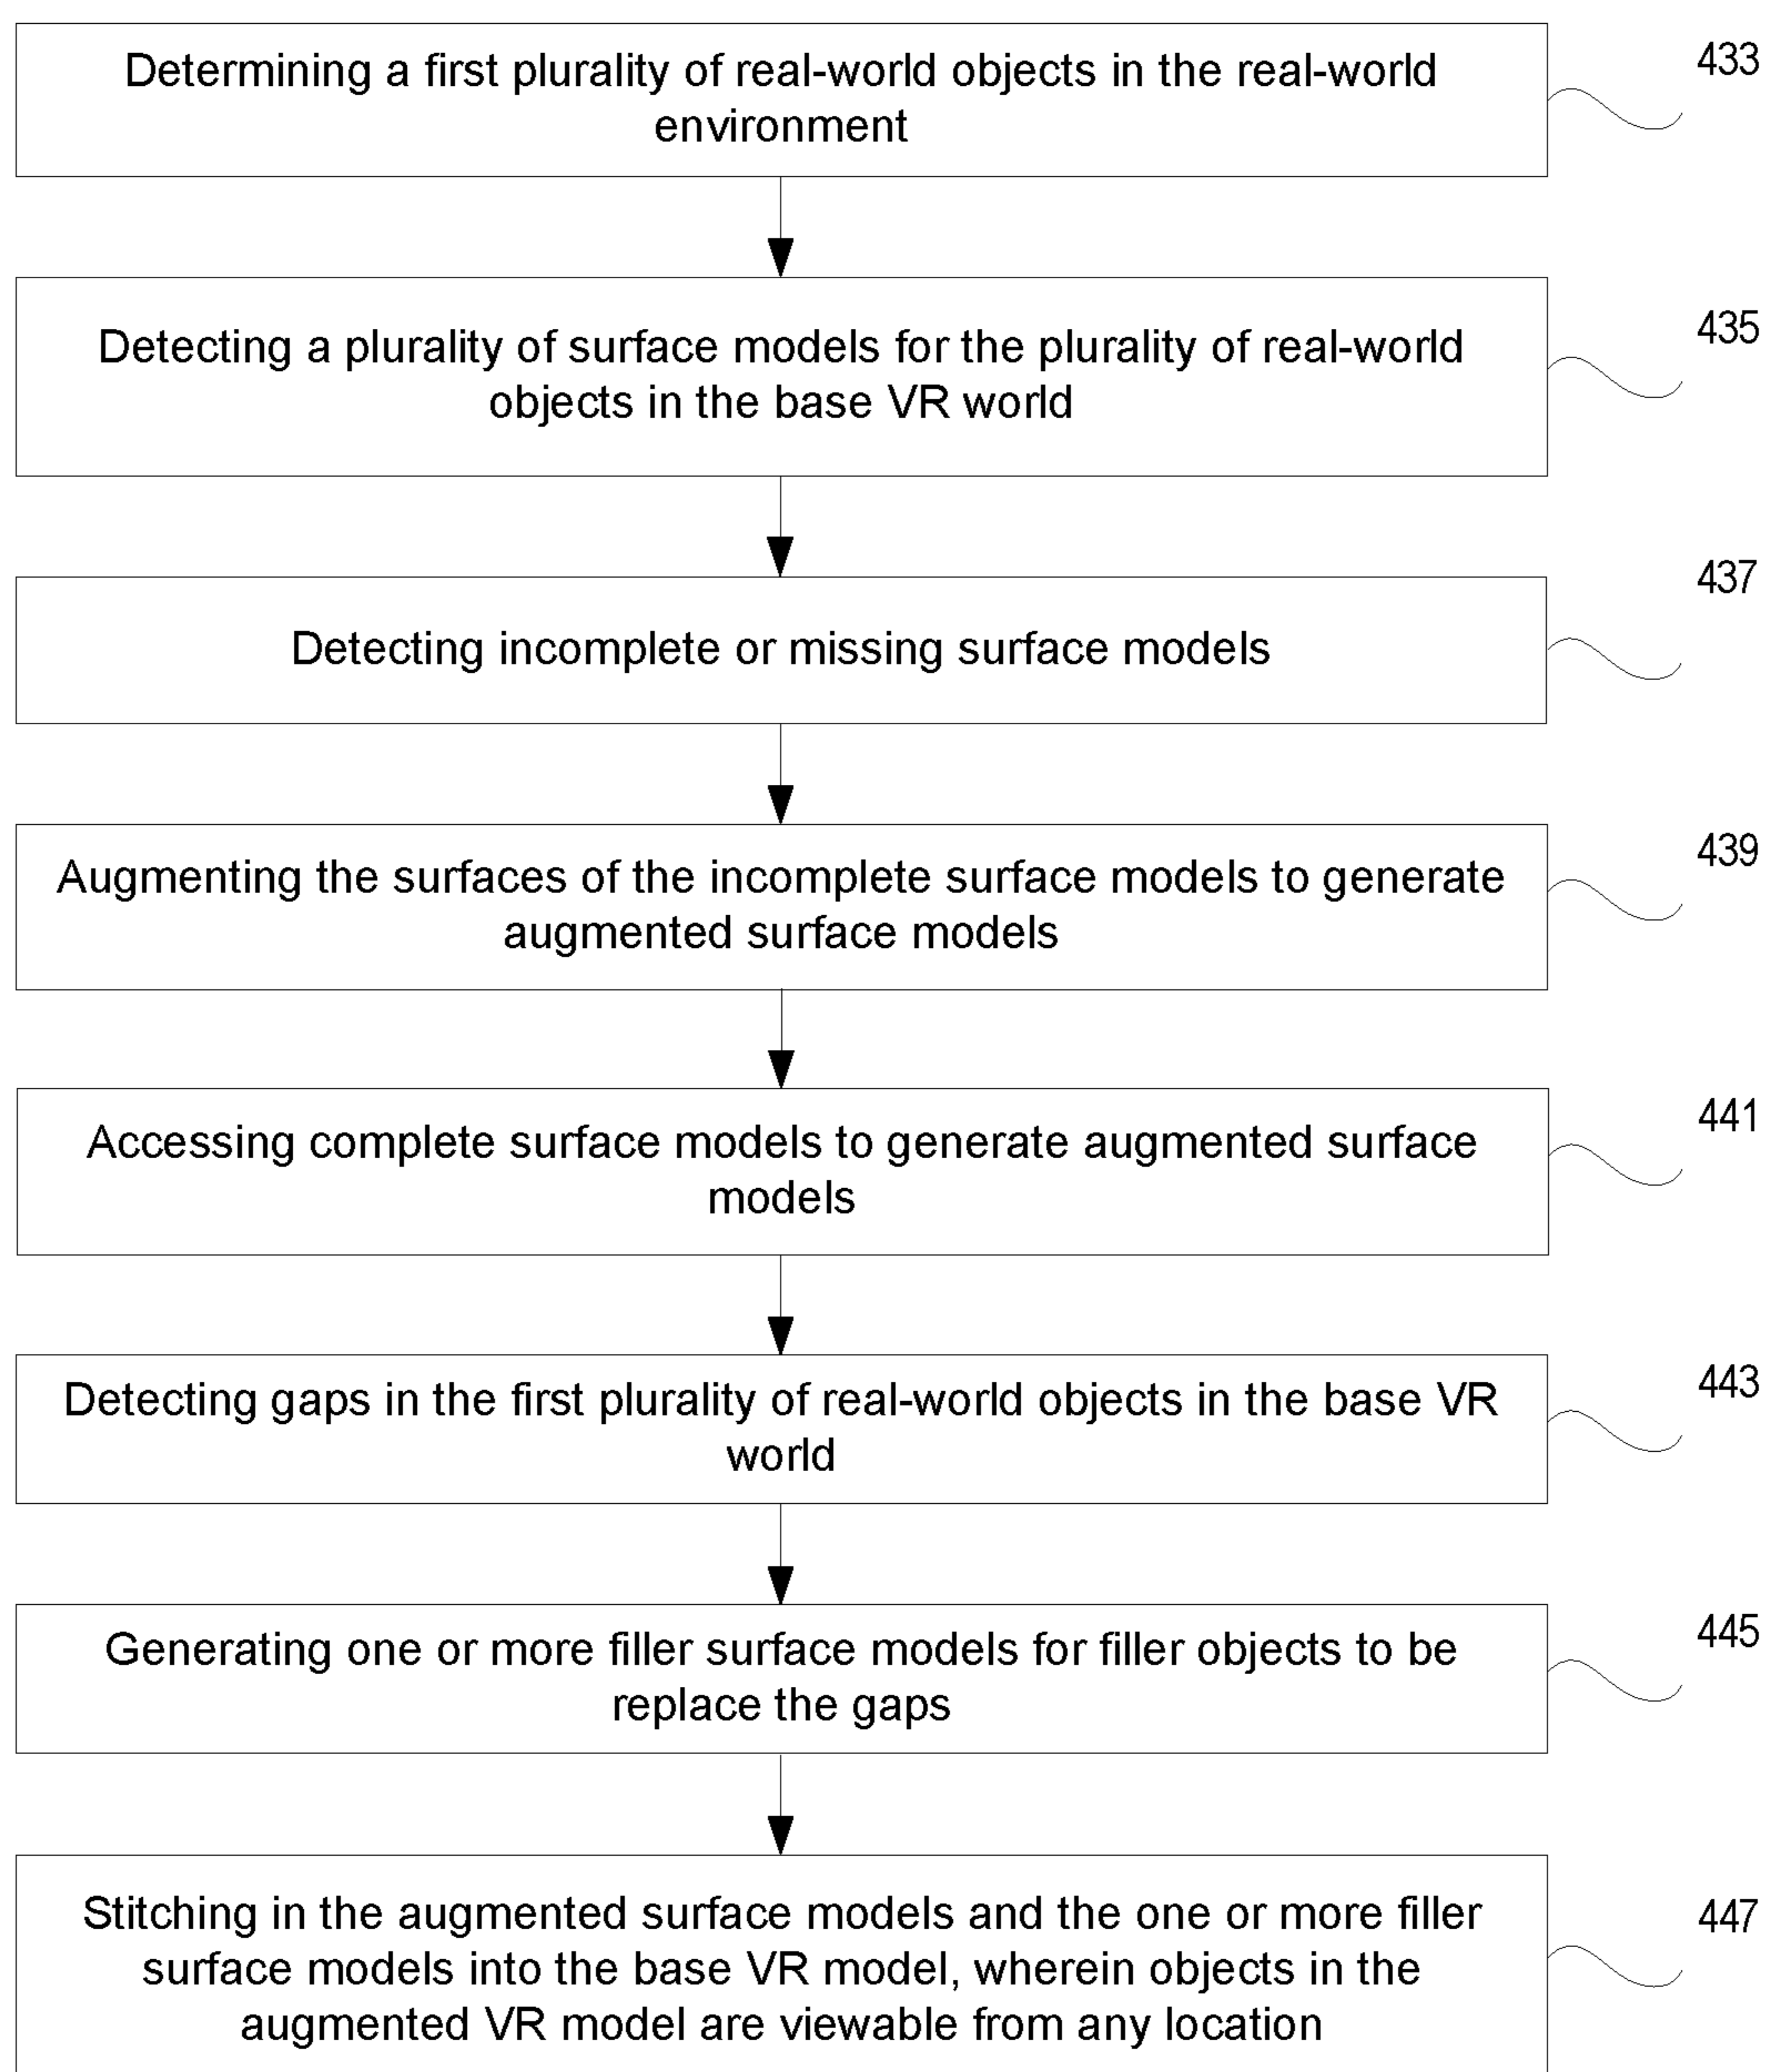 Determining a first plurality of real-world objects in the real-world
environment
433
Detecting a plurality of surface models for the plurality of real-world
objects in the base VR world
435
Detecting incomplete or missing surface models
437
Augmenting the surfaces of the incomplete surface models to generate
augmented surface models
439
Accessing complete surface models to generate augmented surface
models
441
Detecting gaps in the first plurality of real-world objects in the base VR
world
443
Generating one or more filler surface models for filler objects to be
replace the gaps
445
Stitching in the augmented surface models and the one or more filler
surface models into the base VR model, wherein objects in the
augmented VR model are viewable from any location
447